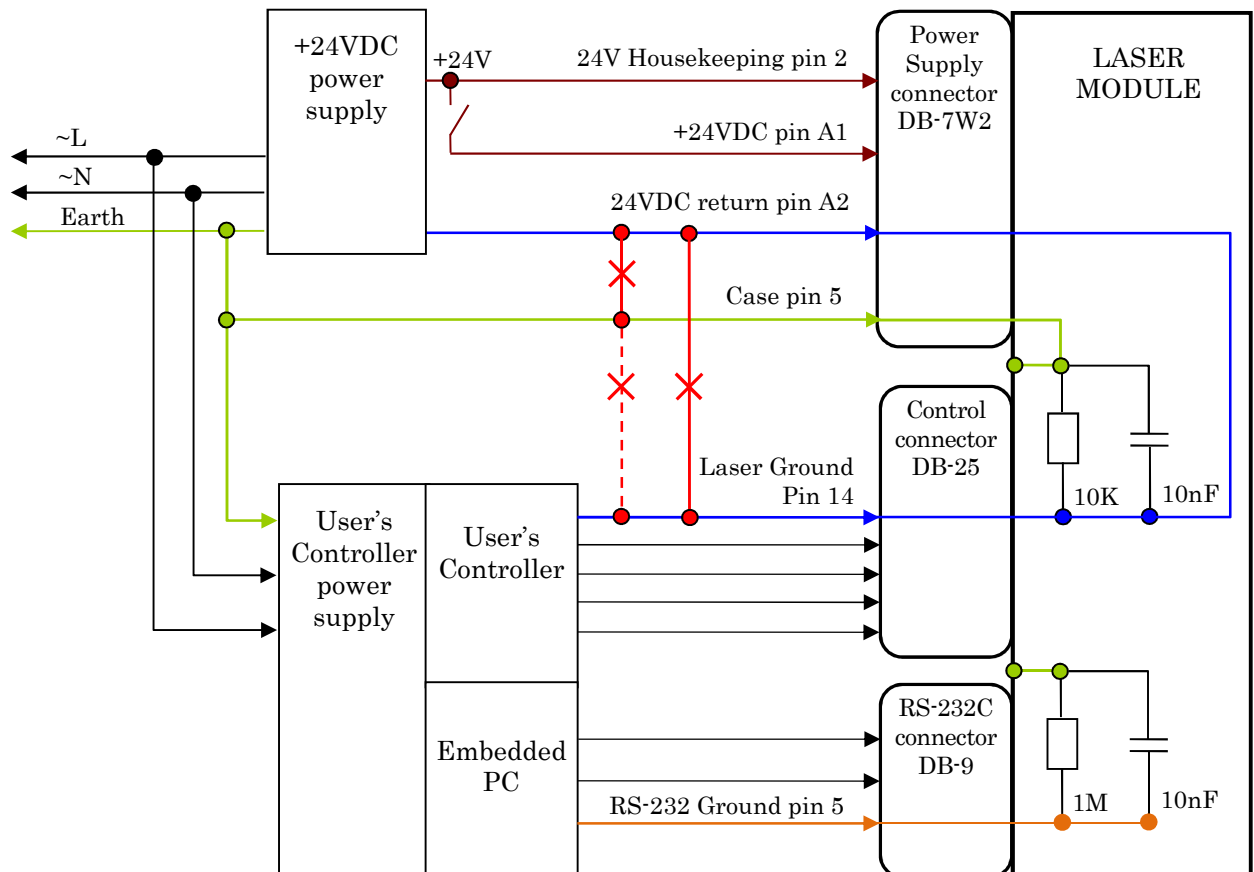 +24VDC
power
supply
+24V
24V Housekeeping pin 2
+24VDC pin A1
Power
Supply
connector
DB-7W2
LASER
MODULE
~L
~N
Earth
24VDC return pin A2
Case pin 5
Control
connector
DB-25
Laser Ground
Pin 14
10K
10nF
User's
Controller
power
supply
User's
Controller
Embedded
PC
RS-232C
connector
DB-9
RS-232 Ground pin 5
1M
10nF